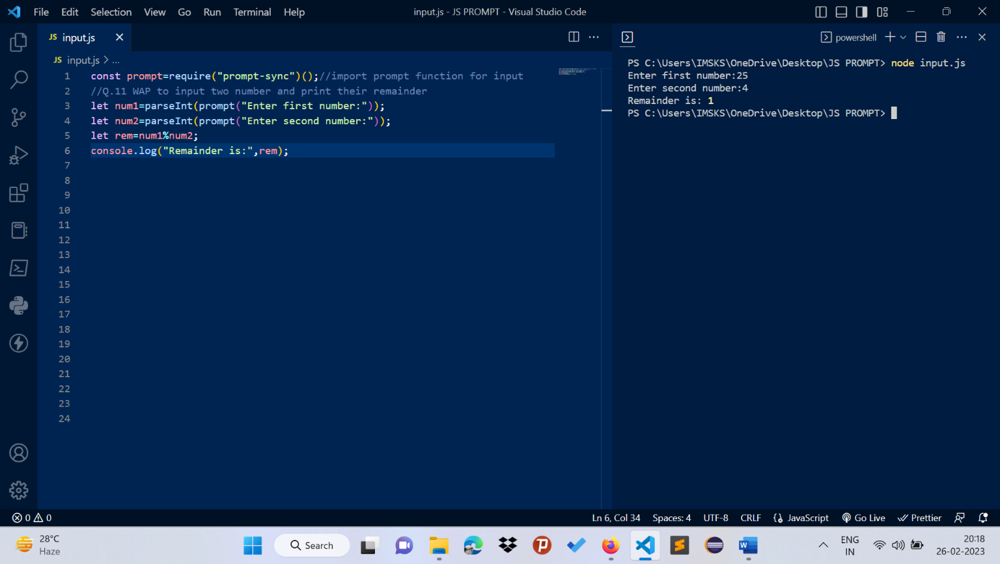 File Edit Selection View Go Run Terminal Help
input.js - JS PROMPT - Visual Studio Code
JS input.js
powershell
JS input.js > ...
1 const prompt=require("prompt-sync")();//import prompt function for input
2 //Q.11 WAP to input two number and print their remainder
3 let num1=parseInt(prompt("Enter first number:"));
4 let num2=parseInt(prompt("Enter second number:"));
5 let rem=num1%num2;
6 console.log("Remainder is:",rem);
7
8
9
10
11
12
13
14
15
16
17
18
19
20
21
22
23
24
PS C:\Users\IMSKS\OneDrive\Desktop\JS PROMPT> node input.js
Enter first number:25
Enter second number:4
Remainder is: 1
PS C:\Users\IMSKS\OneDrive\Desktop\JS PROMPT>
0 0
Ln 6, Col 34 Spaces: 4 UTF-8 CRLF JavaScript Go Live Prettier
28°C
Haze
Search
ENG
IN
20:18
26-02-2023